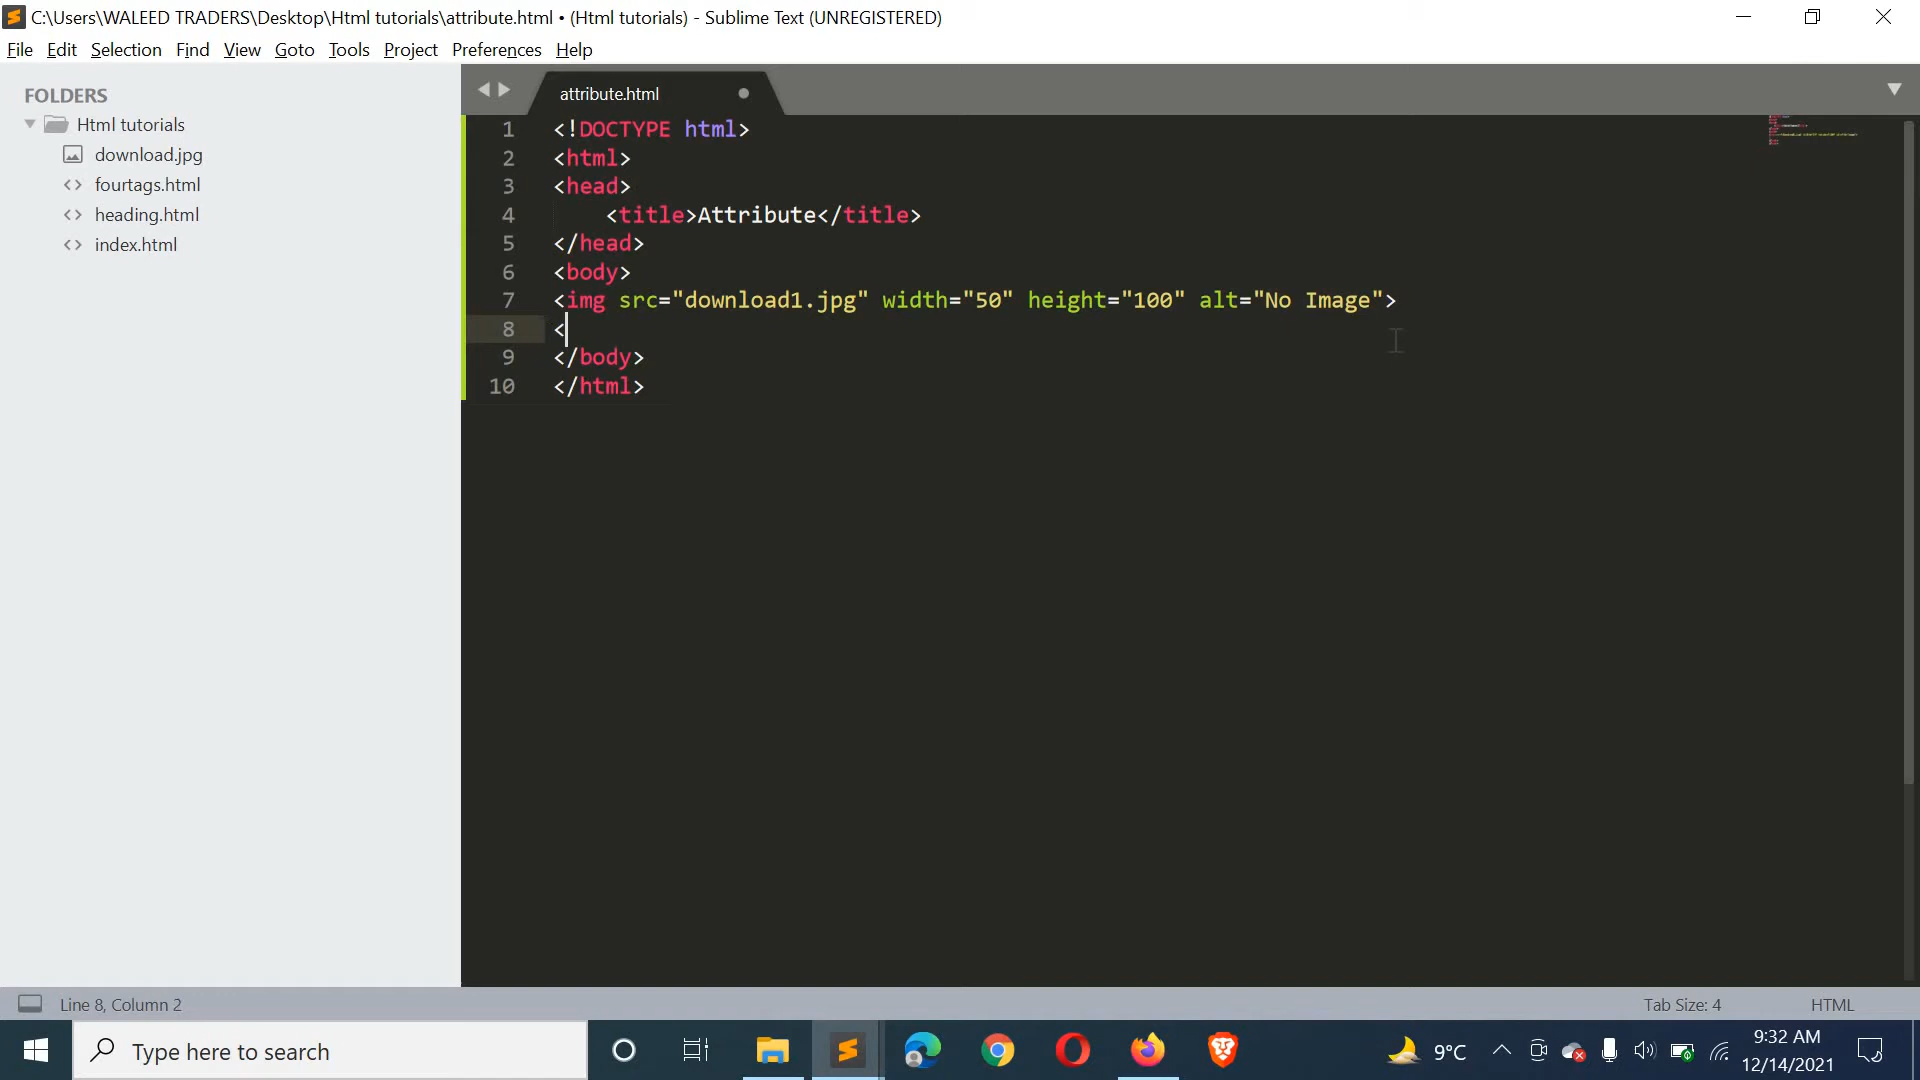 C:\Users\WALEED TRADERS\Desktop\Html tutorials\attribute.html • (Html tutorials) - Sublime Text (UNREGISTERED)
File Edit Selection Find View Goto Tools Project Preferences Help
FOLDERS
Html tutorials
download.jpg
fourtags.html
heading.html
index.html
attribute.html
1 <!DOCTYPE html>
2 <html>
3 <head>
4 <title>Attribute</title>
5 </head>
6 <body>
7 <img src="download1.jpg" width="50" height="100" alt="No Image">
8 <
9 </body>
10 </html>
Line 8, Column 2
Tab Size: 4
HTML
Type here to search
9°C
9:32 AM
12/14/2021